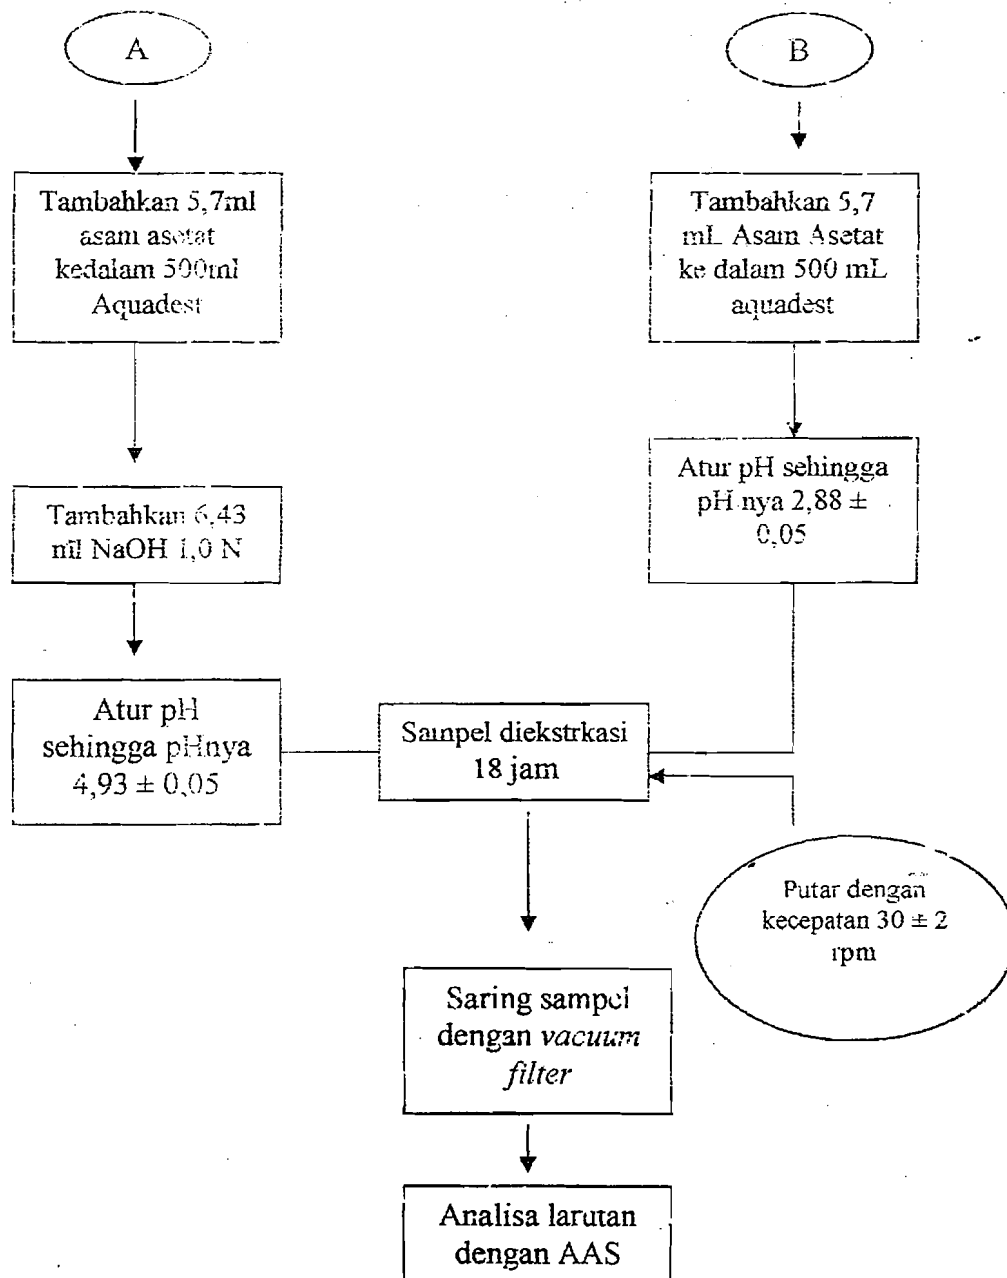 A
Tambahkan 5,7ml
asam asetat
kedalam 500ml
Aquadest
Tambahkan 6,43
ml NaOH 1,0 N
Atur pH
sehingga pHnya
4,93 ± 0,05
B
Tambahkan 5,7
mL Asam Asetat
ke dalam 500 mL
aquadest
Atur pH sehingga
pH nya 2,88 ±
0,05
Sampel diekstrkasi
18 jam
Putar dengan
kecepatan 30 ± 2
rpm
Saring sampel
dengan vacuum
filter
Analisa larutan
dengan AAS